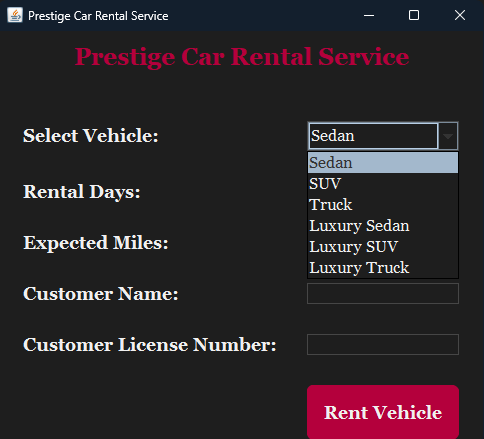 Prestige Car Rental Service
Prestige Car Rental Service
Select Vehicle:
Sedan
Sedan
SUV
Truck
Luxury Sedan
Luxury SUV
Luxury Truck
Rental Days:
Expected Miles:
Customer Name:
Customer License Number:
Rent Vehicle